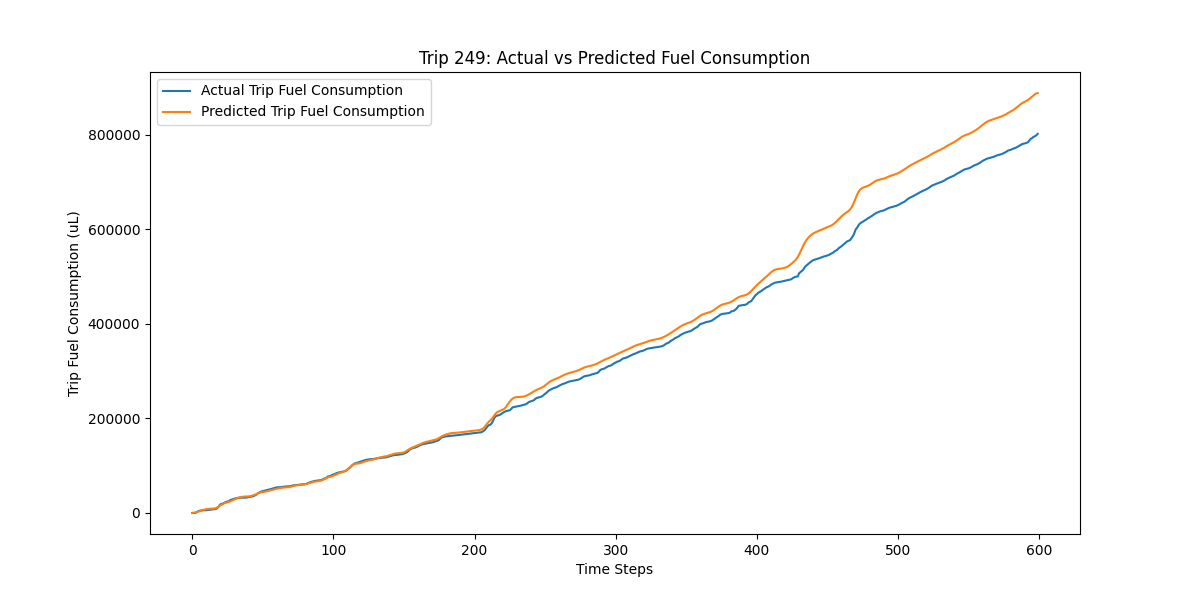 Trip 249: Actual vs Predicted Fuel Consumption
Actual Trip Fuel Consumption
Predicted Trip Fuel Consumption
Trip Fuel Consumption (uL)
800000
600000
400000
200000
0
0 100 200 300 400 500 600
Time Steps